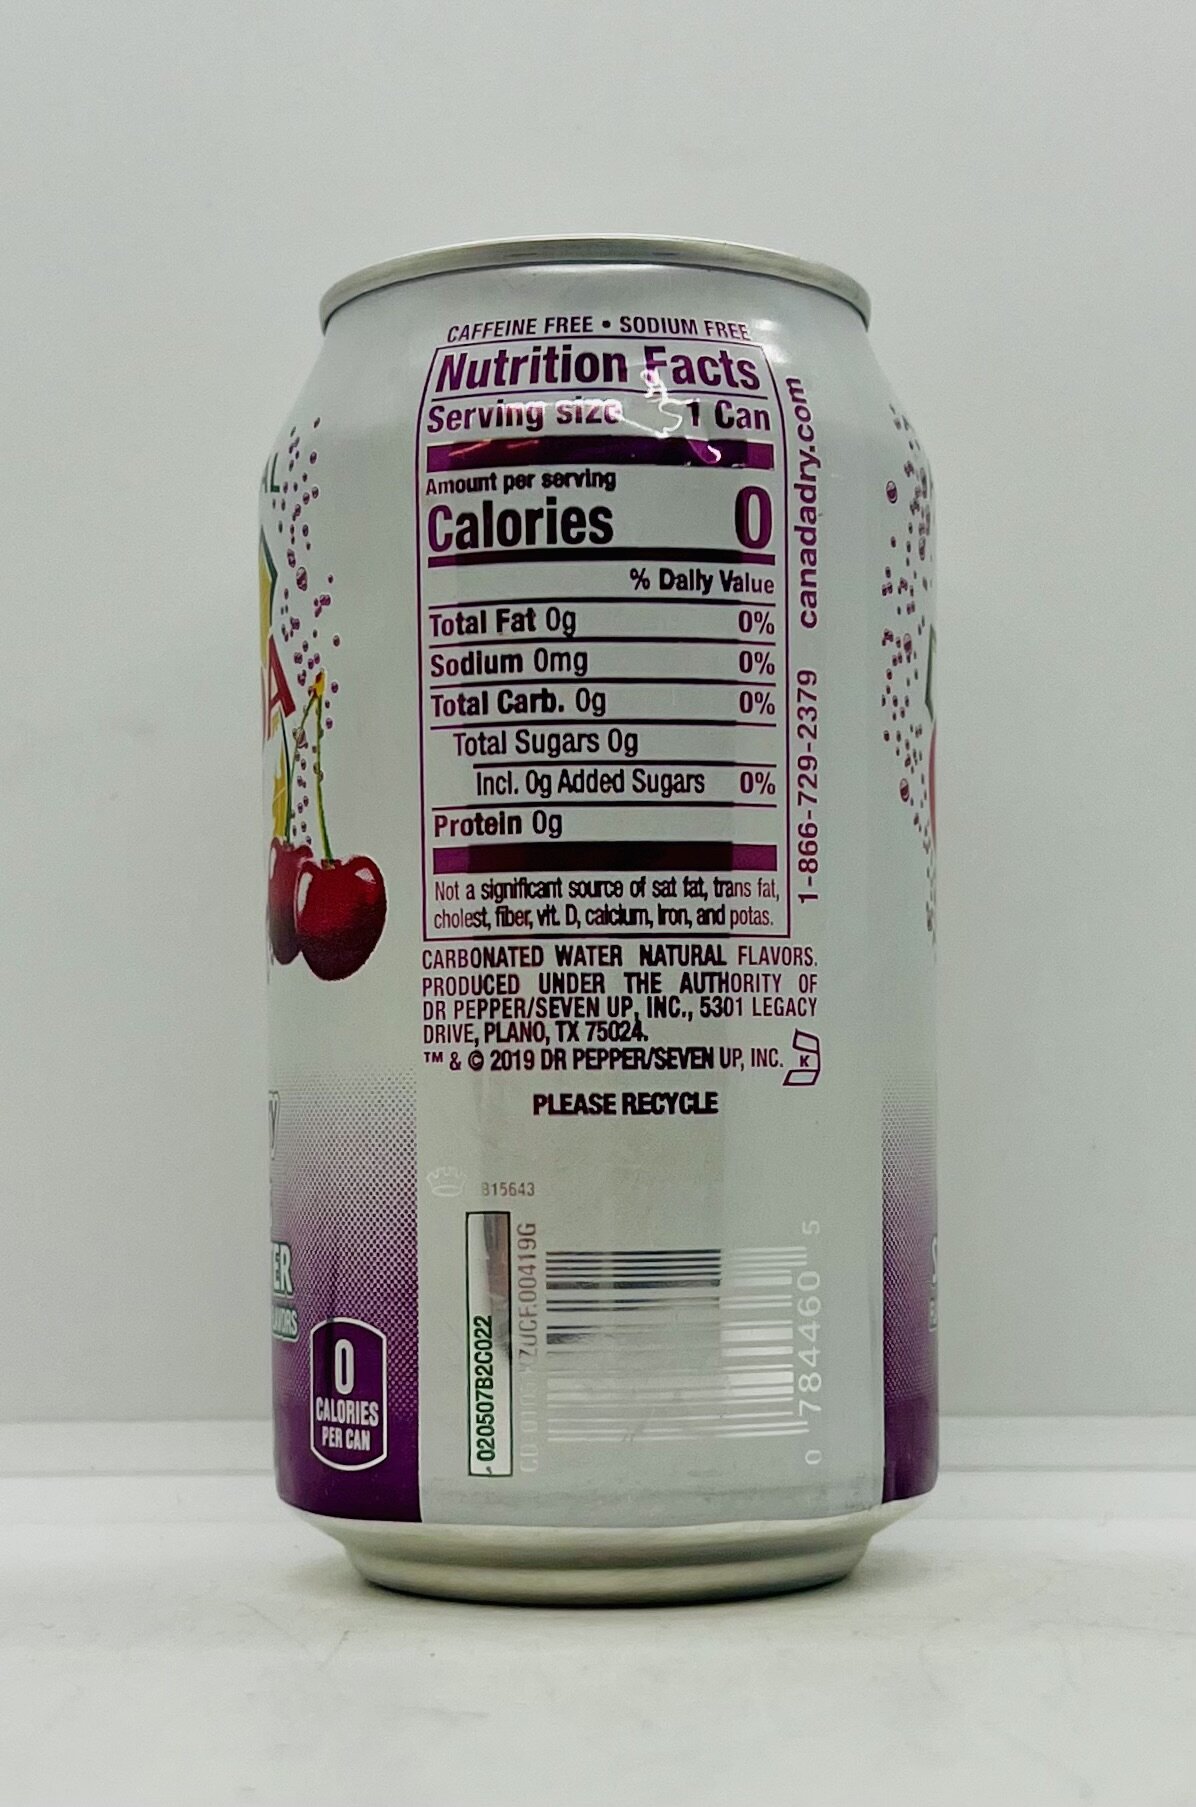 CAFFEINE FREE • SODIUM FREE
Nutrition Facts
Serving size 1 Can
Amount per serving
Calories 0
% Daily Value
Total Fat 0g 0%
Sodium 0mg 0%
Total Carb. 0g 0%
Total Sugars 0g
Incl. 0g Added Sugars 0%
Protein 0g
Not a significant source of sat fat, trans fat,
cholest, fiber, vit. D, calcium, iron, and potas.
1-866-729-2379 canadadry.com
CARBONATED WATER NATURAL FLAVORS.
PRODUCED UNDER THE AUTHORITY OF
DR PEPPER/SEVEN UP, INC., 5301 LEGACY
DRIVE, PLANO, TX 75024.
™ & © 2019 DR PEPPER/SEVEN UP, INC. K
PLEASE RECYCLE
B15643
020507B2C022
0 784460 5
0
CALORIES
PER CAN